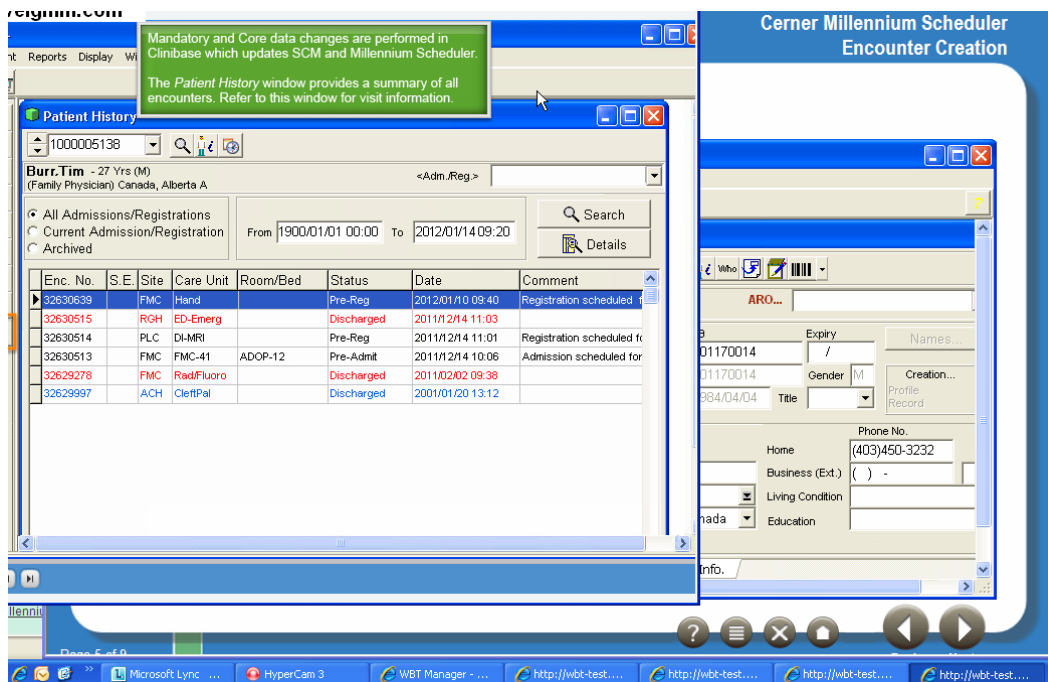 Cerner Millennium Scheduler
Encounter Creation
Mandatory and Core data changes are performed in
Clinibase which updates SCM and Millennium Scheduler.
The Patient History window provides a summary of all
encounters. Refer to this window for visit information.
Reports Display
Patient History
1000005138
Burr,Tim - 27 Yrs (M)
(Family Physician) Canada, Alberta A
<Adm./Reg.>
All Admissions/Registrations
Current Admission/Registration
Archived
From 1900/01/01 00:00 To 2012/01/14 09:20
Search
Details
Enc. No. S.E. Site Care Unit Room/Bed Status Date Comment
32630639 FMC Hand Pre-Reg 2012/01/10 09:40 Registration scheduled f
32630515 RGH ED-Emerg Discharged 2011/12/14 11:03
32630514 PLC DI-MRI Pre-Reg 2011/12/14 11:01 Registration scheduled fo
32630513 FMC FMC-41 ADOP-12 Pre-Admit 2011/12/14 10:06 Admission scheduled for
32629278 FMC Rad/Fluoro Discharged 2011/02/02 09:38
32629997 ACH CleftPal Discharged 2001/01/20 13:12
Who
ARO...
Expiry
01170014 /
Names...
01170014 Gender M
Creation...
984/04/04 Title
Profile
Record
Phone No.
Home (403)450-3232
Business (Ext.) ( ) -
Living Condition
nada Education
Info.
Page 5 of 9
Microsoft Lync ...
HyperCam 3
WBT Manager - ...
http://wbt-test....
http://wbt-test....
http://wbt-test....
http://wbt-test....